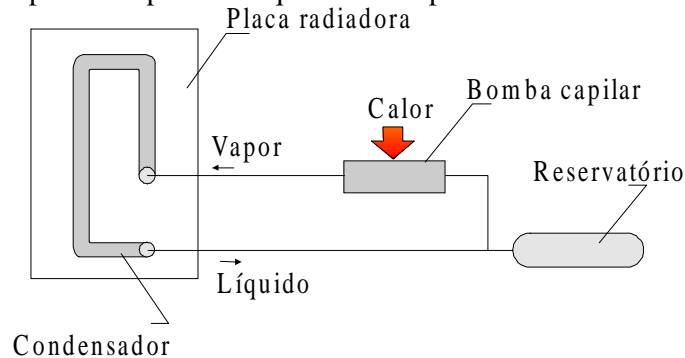 Placa radiadora
Bomba capilar
Calor
Vapor
Reservatório
Líquido
Condensador